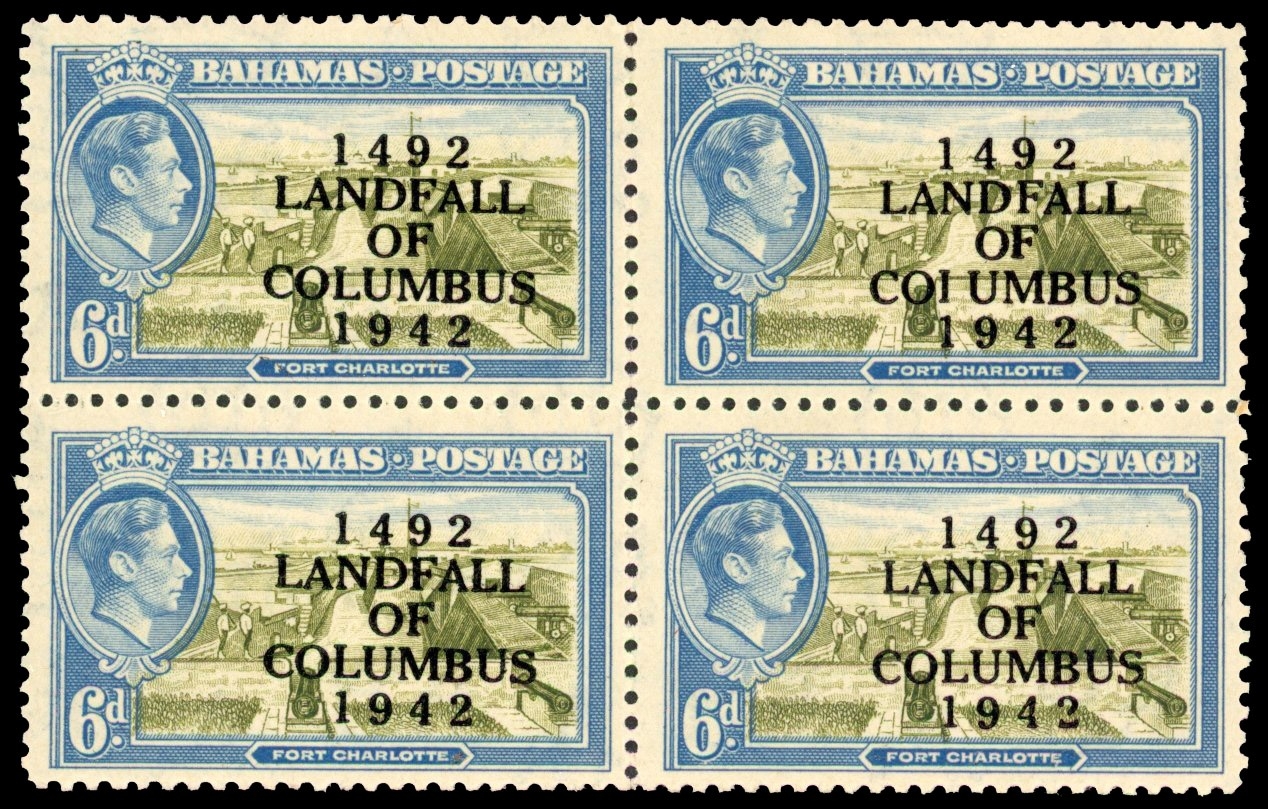 BAHAMAS · POSTAGE
1492
LANDFALL
OF
COLUMBUS
1942
6d.
FORT CHARLOTTE
BAHAMAS · POSTAGE
1492
LANDFALL
OF
COI UMBUS
1942
6d.
FORT CHARLOTTE
BAHAMAS · POSTAGE
1492
LANDFALL
OF
COLUMBUS
1942
6d.
FORT CHARLOTTE
BAHAMAS · POSTAGE
1492
LANDFALL
OF
COLUMBUS
1942
6d.
FORT CHARLOTTE